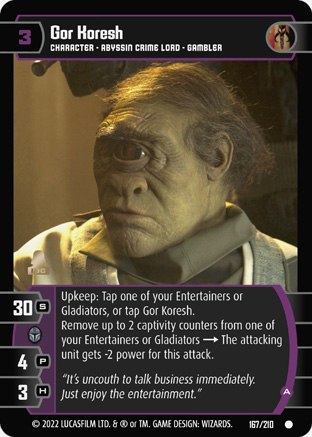 3
Gor Koresh
CHARACTER - ABYSSIN CRIME LORD - GAMBLER
30 S
4 P
3 H
Upkeep: Tap one of your Entertainers or
Gladiators, or tap Gor Koresh.
Remove up to 2 captivity counters from one of
your Entertainers or Gladiators → The attacking
unit gets -2 power for this attack.
"It's uncouth to talk business immediately.
Just enjoy the entertainment."
A
© 2022 LUCASFILM LTD. & ® or TM. GAME DESIGN: WIZARDS. 167/210